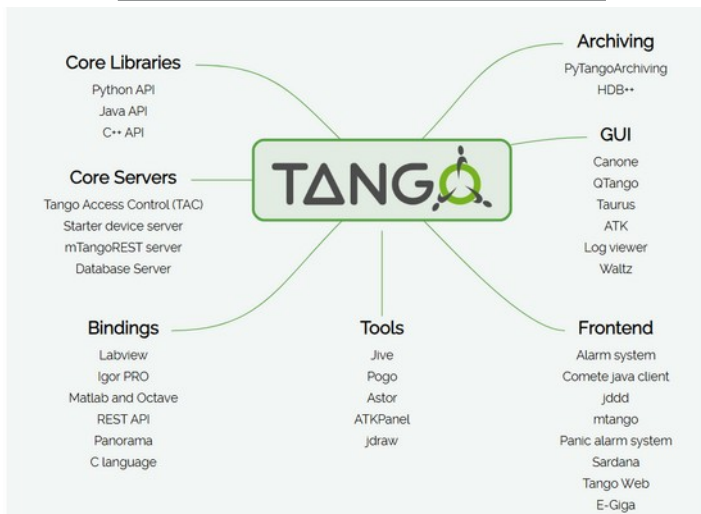 Core Libraries
Python API
Java API
C++ API
Core Servers
Tango Access Control (TAC)
Starter device server
mTangoREST server
Database Server
Bindings
Labview
Igor PRO
Matlab and Octave
REST API
Panorama
C language
TANGO
Tools
Jive
Pogo
Astor
ATKPanel
jdraw
Archiving
PyTangoArchiving
HDB++
GUI
Canone
QTango
Taurus
ATK
Log viewer
Waltz
Frontend
Alarm system
Comete java client
jddd
mtango
Panic alarm system
Sardana
Tango Web
E-Giga